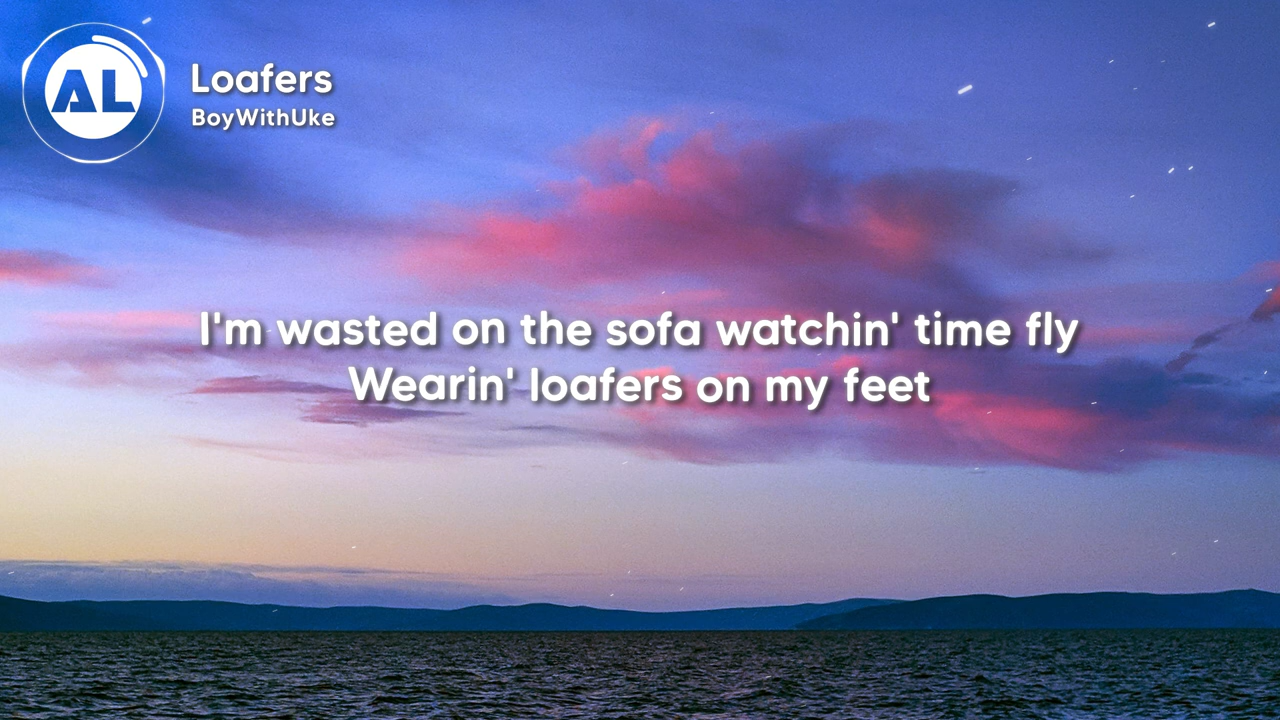 AL
Loafers
BoyWithUke
I'm wasted on the sofa watchin' time fly
Wearin' loafers on my feet